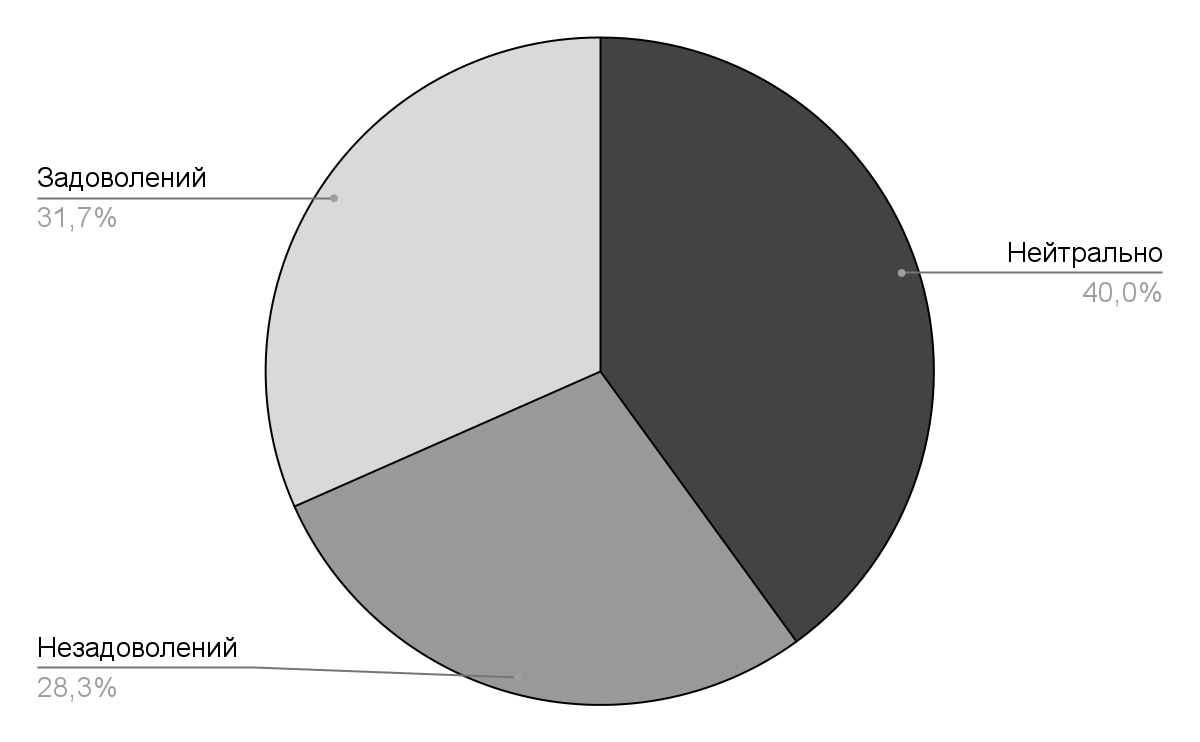 Задоволений
31,7%
Нейтрально
40,0%
Незадоволений
28,3%